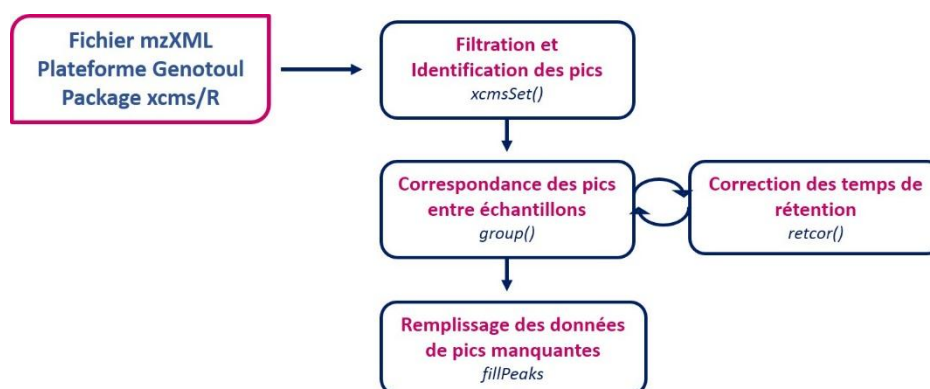 Fichier mzXML
Plateforme Genotoul
Package xcms/R
Filtration et
Identification des pics
xcmsSet()
Correspondance des pics
entre échantillons
group()
Correction des temps de
rétention
retcor()
Remplissage des données
de pics manquantes
fillPeaks